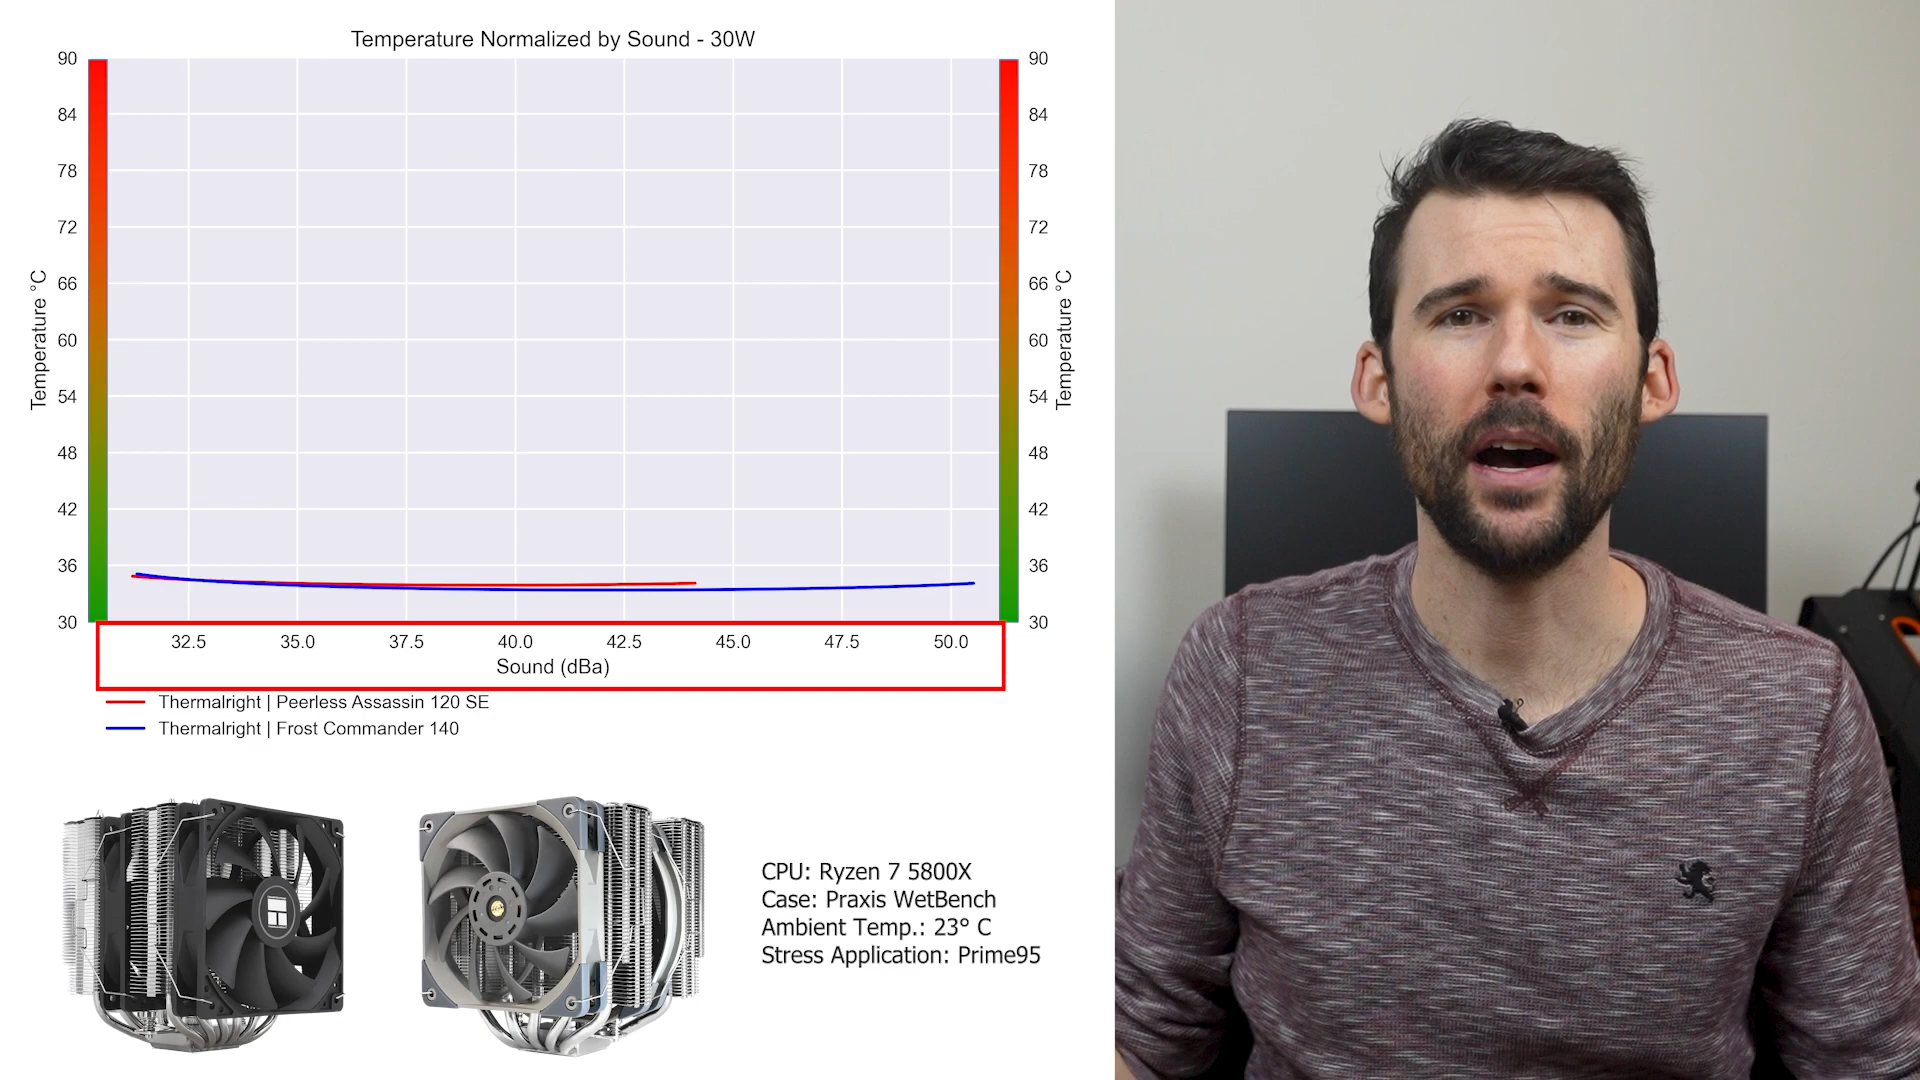 Temperature Normalized by Sound - 30W
90
84
78
72
66
60
54
48
42
36
30
Temperature °C
90
84
78
72
66
60
54
48
42
36
30
Temperature °C
32.5 35.0 37.5 40.0 42.5 45.0 47.5 50.0
Sound (dBa)
Thermalright | Peerless Assassin 120 SE
Thermalright | Frost Commander 140
CPU: Ryzen 7 5800X
Case: Praxis WetBench
Ambient Temp.: 23° C
Stress Application: Prime95